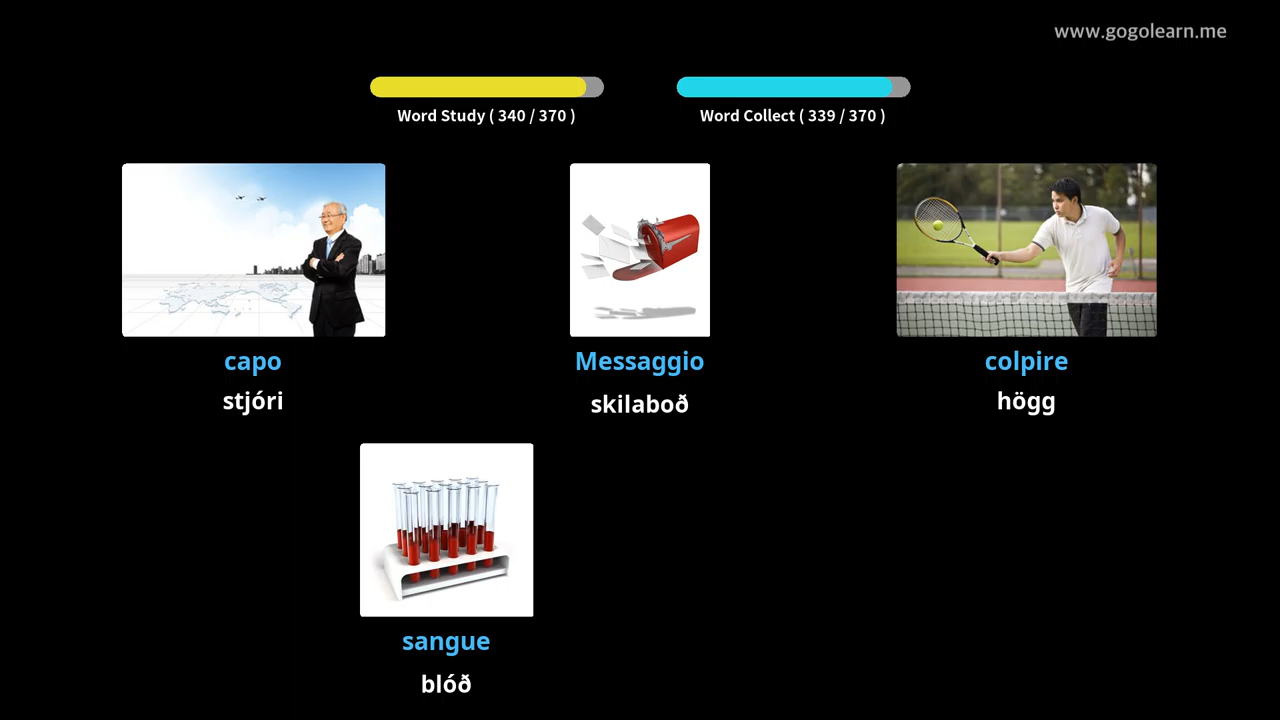 www.gogolearn.me
Word Study ( 340 / 370 )
Word Collect ( 339 / 370 )
capo
stjóri
Messaggio
skilaboð
colpire
högg
sangue
blóð